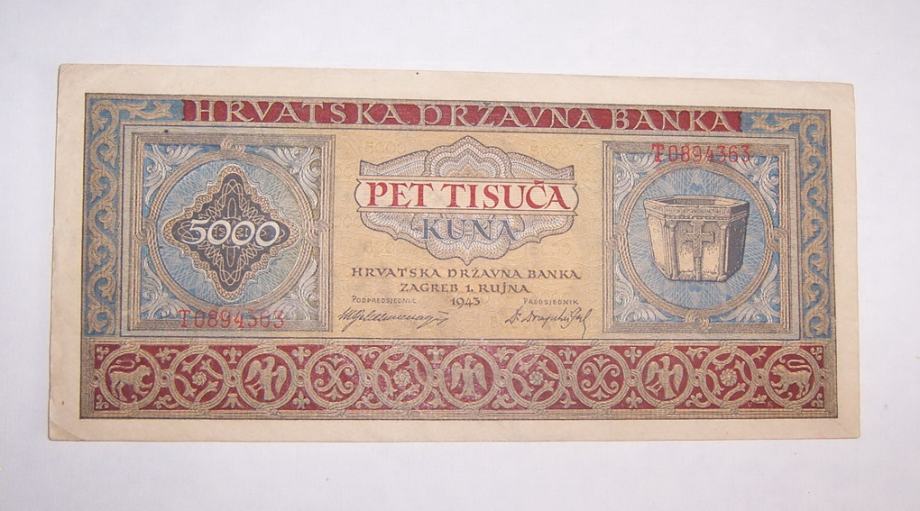 HRVATSKA DRŽAVNA BANKA
T0894363
PET TISUĆA
5000
KUNA
HRVATSKA DRŽAVNA BANKA
ZAGREB 1. RUJNA
1943
PODPREDSJEDNIK PREDSJEDNIK
T0894363